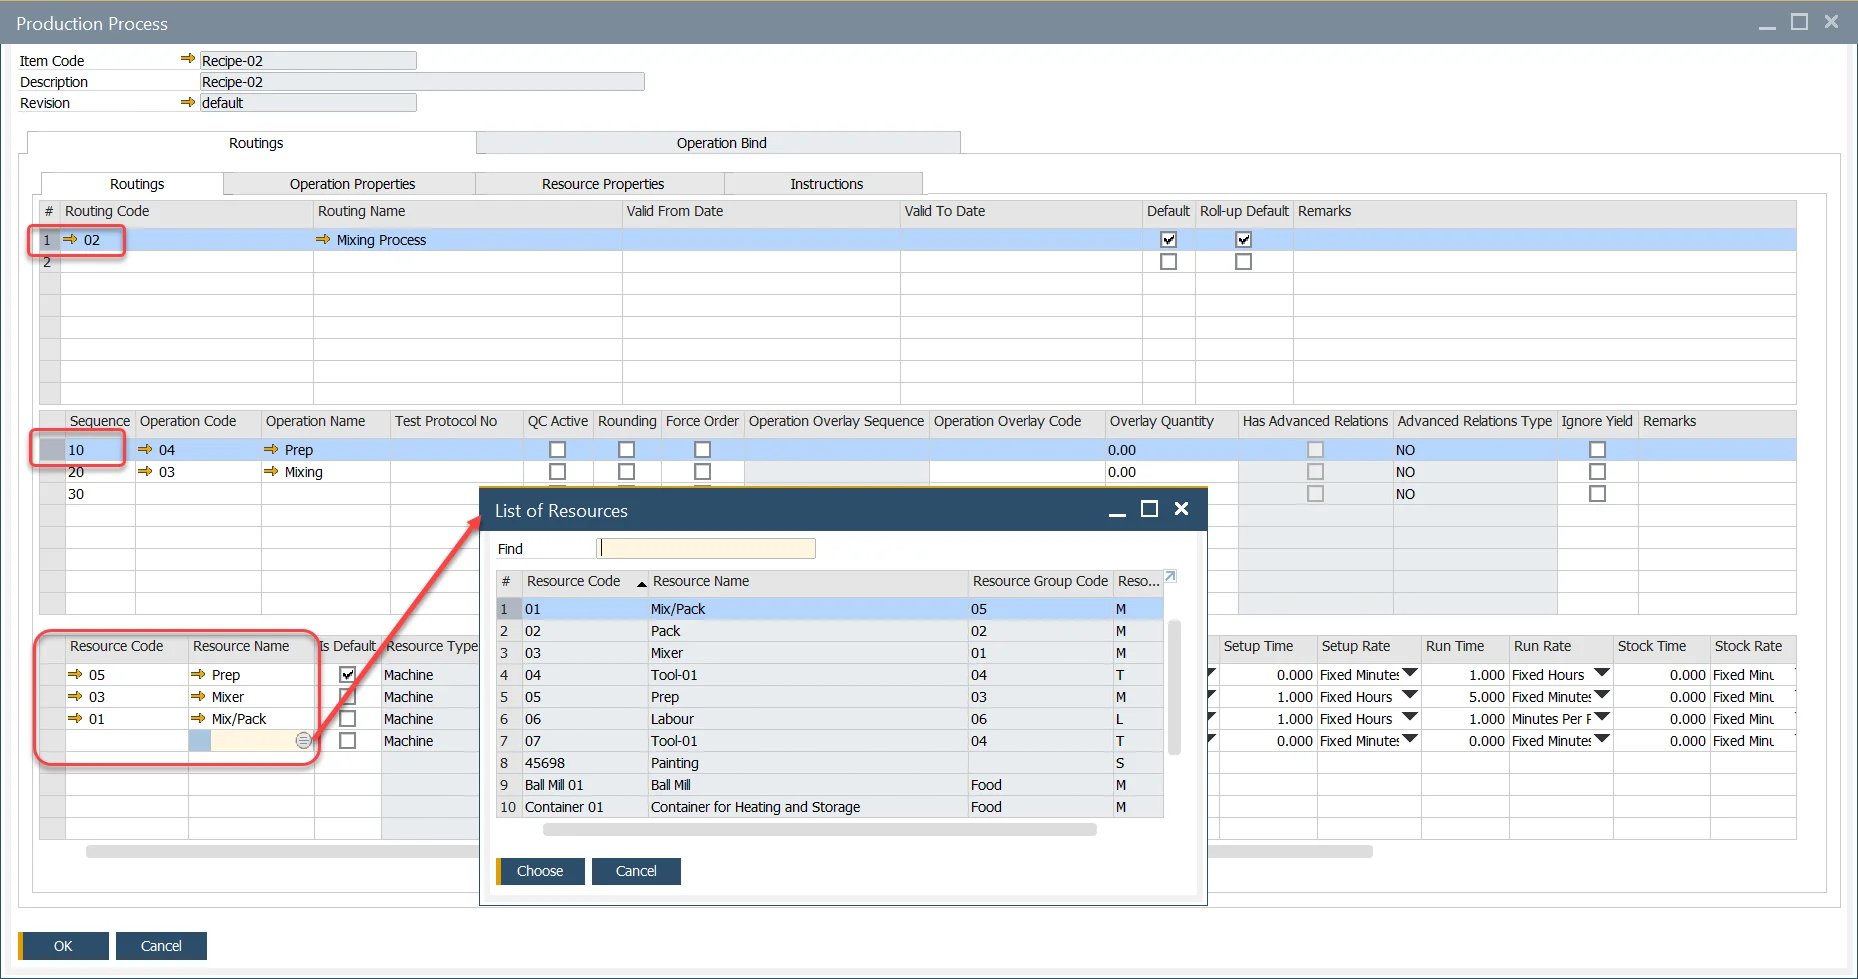 Production Process
Item Code Recipe-02
Description Recipe-02
Revision default
Routings Operation Bind
Routings Operation Properties Resource Properties Instructions
# Routing Code Routing Name Valid From Date Valid To Date Default Roll-up Default Remarks
1 02 Mixing Process
2
Sequence Operation Code Operation Name Test Protocol No QC Active Rounding Force Order Operation Overlay Sequence Operation Overlay Code Overlay Quantity Has Advanced Relations Advanced Relations Type Ignore Yield Remarks
10 04 Prep 0.00 NO
20 03 Mixing 0.00 NO
30 NO
List of Resources
Find
# Resource Code Resource Name Resource Group Code Reso...
1 01 Mix/Pack 05 M
2 02 Pack 02 M
3 03 Mixer 01 M
4 04 Tool-01 04 T
5 05 Prep 03 M
6 06 Labour 06 L
7 07 Tool-01 04 T
8 45698 Painting S
9 Ball Mill 01 Ball Mill Food M
10 Container 01 Container for Heating and Storage Food M
Choose Cancel
Resource Code Resource Name Is Default Resource Type Setup Time Setup Rate Run Time Run Rate Stock Time Stock Rate
05 Prep Machine 0.000 Fixed Minutes 1.000 Fixed Hours 0.000 Fixed Minu
03 Mixer Machine 1.000 Fixed Hours 5.000 Fixed Minutes 0.000 Fixed Minu
01 Mix/Pack Machine 1.000 Fixed Hours 1.000 Minutes Per P 0.000 Fixed Minu
Machine 0.000 Fixed Minutes 0.000 Fixed Minutes 0.000 Fixed Minu
OK Cancel